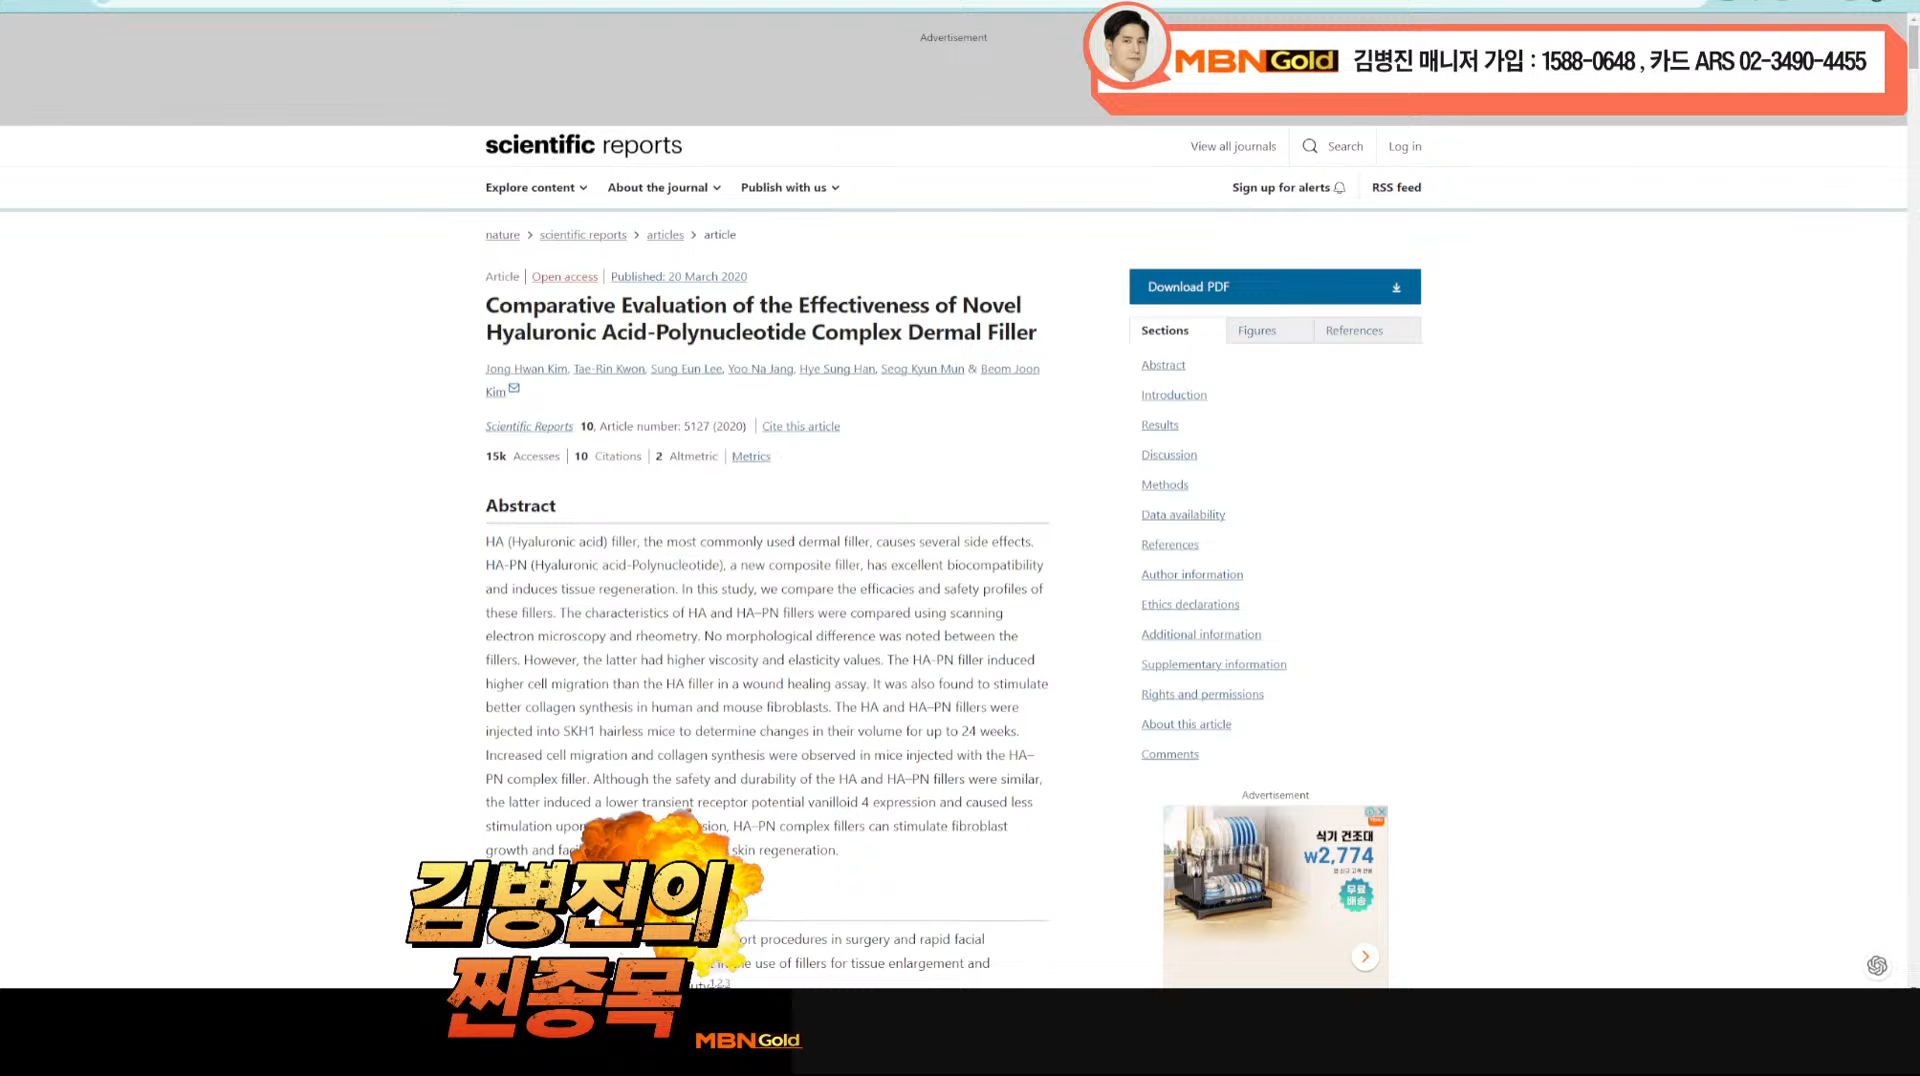 Advertisement
MBN Gold 김병진 매니저 가입 : 1588-0648 , 카드 ARS 02-3490-4455
scientific reports
View all journals
Search
Log in
Explore content
About the journal
Publish with us
Sign up for alerts
RSS feed
nature > scientific reports > articles > article
Article | Open access | Published: 20 March 2020
Comparative Evaluation of the Effectiveness of Novel
Hyaluronic Acid-Polynucleotide Complex Dermal Filler
Jong Hwan Kim, Tae-Rin Kwon, Sung Eun Lee, Yoo Na Jang, Hye Sung Han, Seog Kyun Mun & Beom Joon
Kim
Scientific Reports 10, Article number: 5127 (2020) | Cite this article
15k Accesses | 10 Citations | 2 Altmetric | Metrics
Abstract
HA (Hyaluronic acid) filler, the most commonly used dermal filler, causes several side effects.
HA-PN (Hyaluronic acid-Polynucleotide), a new composite filler, has excellent biocompatibility
and induces tissue regeneration. In this study, we compare the efficacies and safety profiles of
these fillers. The characteristics of HA and HA–PN fillers were compared using scanning
electron microscopy and rheometry. No morphological difference was noted between the
fillers. However, the latter had higher viscosity and elasticity values. The HA-PN filler induced
higher cell migration than the HA filler in a wound healing assay. It was also found to stimulate
better collagen synthesis in human and mouse fibroblasts. The HA and HA–PN fillers were
injected into SKH1 hairless mice to determine changes in their volume for up to 24 weeks.
Increased cell migration and collagen synthesis were observed in mice injected with the HA–
PN complex filler. Although the safety and durability of the HA and HA–PN fillers were similar,
the latter induced a lower transient receptor potential vanilloid 4 expression and caused less
stimulation upon sion, HA–PN complex fillers can stimulate fibroblast
growth and faci skin regeneration.
ort procedures in surgery and rapid facial
use of fillers for tissue enlargement and
1,2,3
Download PDF
Sections
Figures
References
Abstract
Introduction
Results
Discussion
Methods
Data availability
References
Author information
Ethics declarations
Additional information
Supplementary information
Rights and permissions
About this article
Comments
Advertisement
식기 건조대
₩2,774
무료
배송
김병진의
찐종목
MBN Gold